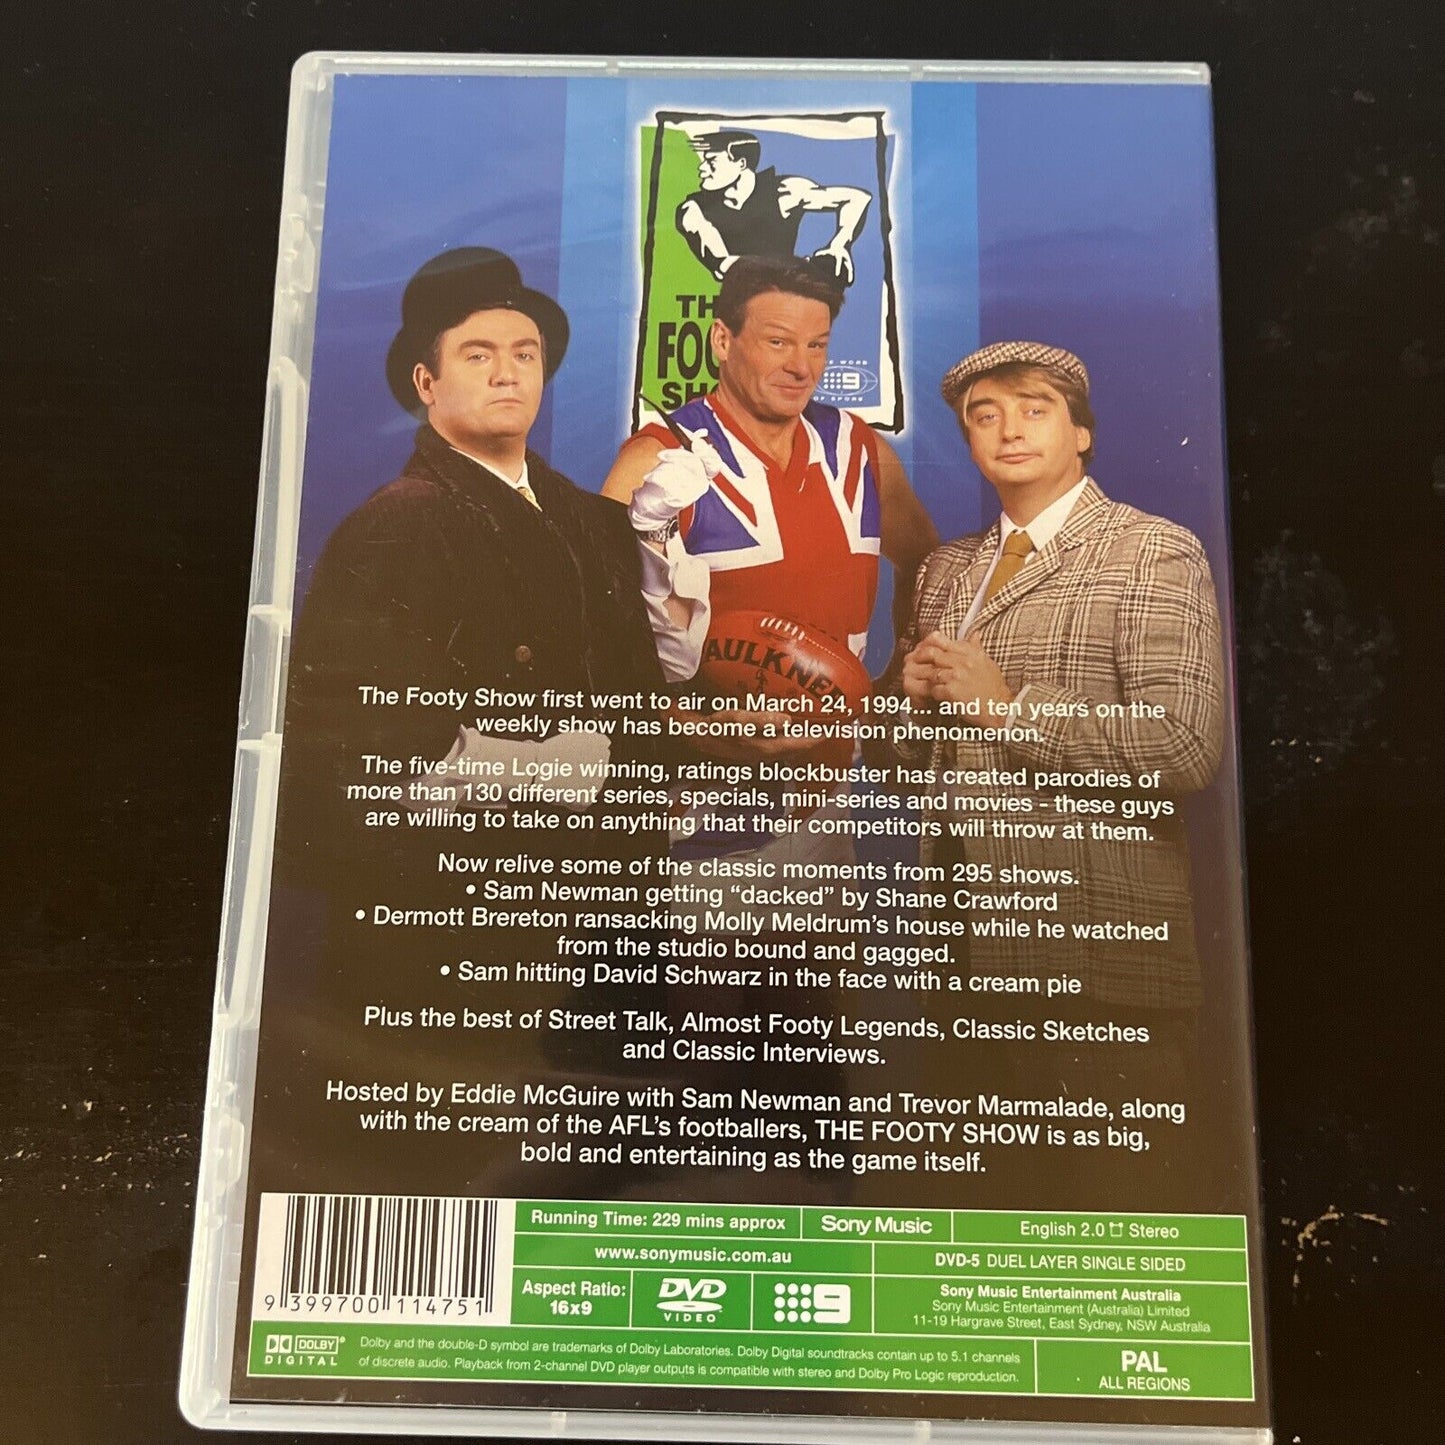 THE
FOO
SHO
WORD
9
OF SPORT
FAULKNER
The Footy Show first went to air on March 24, 1994... and ten years on the
weekly show has become a television phenomenon.
The five-time Logie winning, ratings blockbuster has created parodies of
more than 130 different series, specials, mini-series and movies - these guys
are willing to take on anything that their competitors will throw at them.
Now relive some of the classic moments from 295 shows.
• Sam Newman getting “dacked” by Shane Crawford
• Dermott Brereton ransacking Molly Meldrum’s house while he watched
from the studio bound and gagged.
• Sam hitting David Schwarz in the face with a cream pie
Plus the best of Street Talk, Almost Footy Legends, Classic Sketches
and Classic Interviews.
Hosted by Eddie McGuire with Sam Newman and Trevor Marmalade, along
with the cream of the AFL’s footballers, THE FOOTY SHOW is as big,
bold and entertaining as the game itself.
9 399700 114751
Running Time: 229 mins approx
Sony Music
English 2.0 Stereo
www.sonymusic.com.au
DVD-5 DUEL LAYER SINGLE SIDED
Aspect Ratio:
16x9
DVD
VIDEO
9
Sony Music Entertainment Australia
Sony Music Entertainment (Australia) Limited
11-19 Hargrave Street, East Sydney, NSW Australia
DOLBY
DIGITAL
Dolby and the double-D symbol are trademarks of Dolby Laboratories. Dolby Digital soundtracks contain up to 5.1 channels
of discrete audio. Playback from 2-channel DVD player outputs is compatible with stereo and Dolby Pro Logic reproduction.
PAL
ALL REGIONS